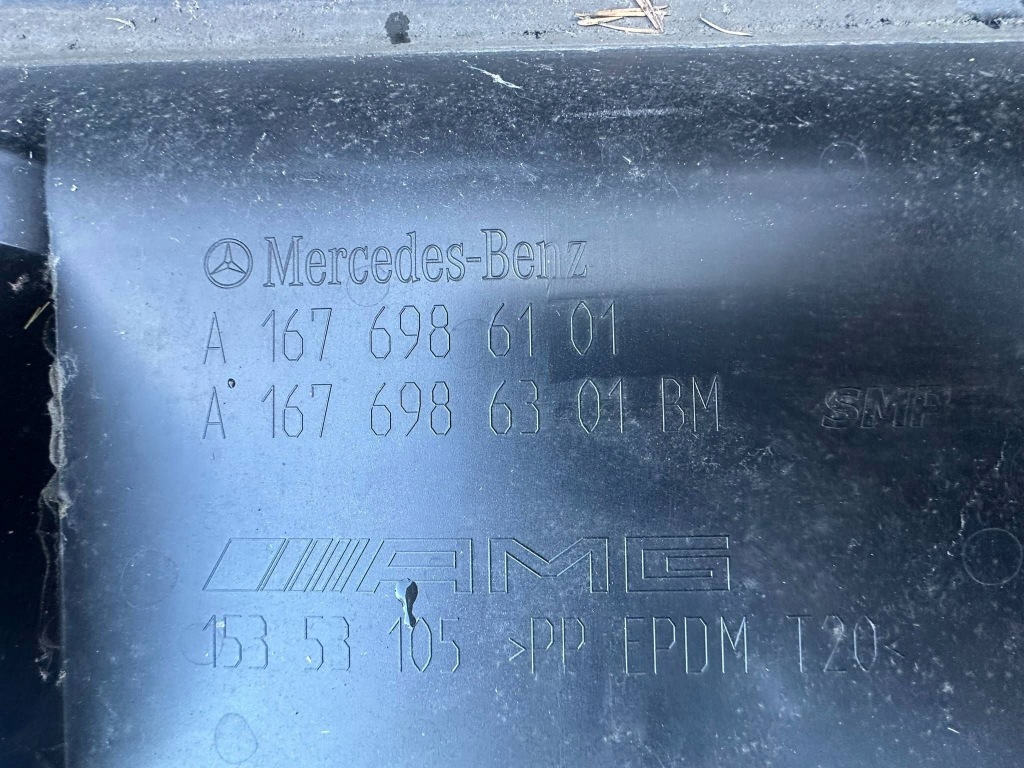 Mercedes-Benz
A 167 698 61 01
A 167 698 63 01 BM
SMP
AMG
153 53 105 >PP EPDM T20<